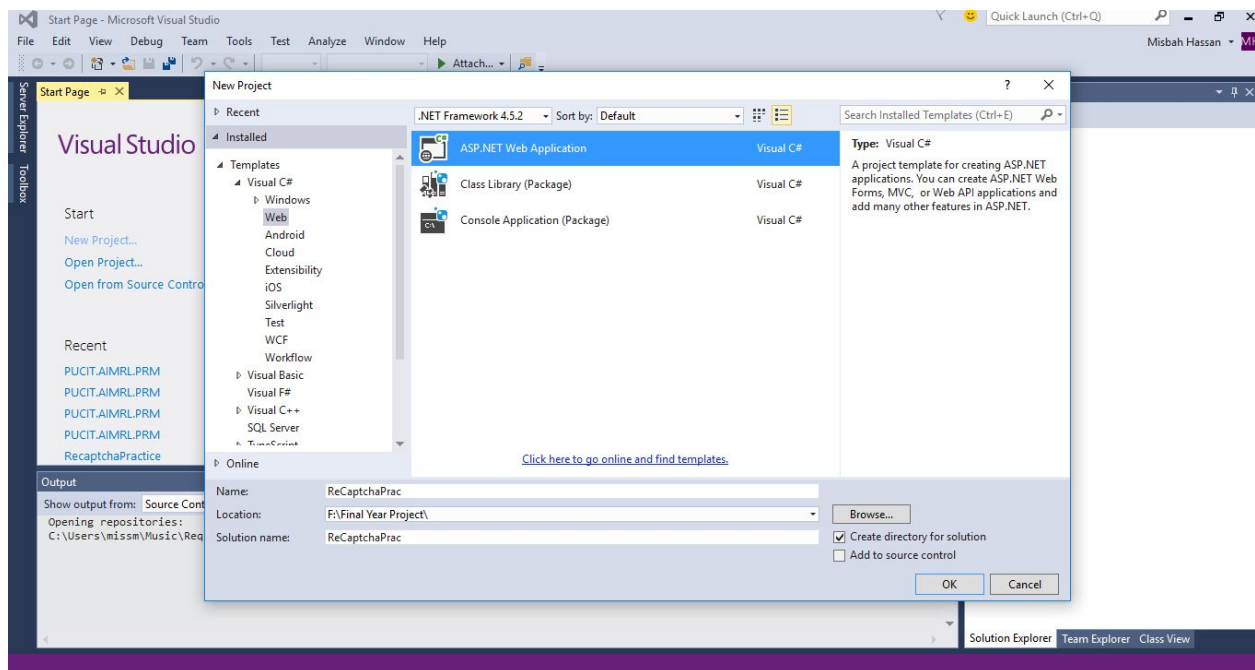 Start Page - Microsoft Visual Studio
Quick Launch (Ctrl+Q)
File Edit View Debug Team Tools Test Analyze Window Help
Misbah Hassan
Attach...
Server Explorer
Toolbox
Start Page
Visual Studio
Start
New Project...
Open Project...
Open from Source Contro
Recent
PUCIT.AIMRL.PRM
PUCIT.AIMRL.PRM
PUCIT.AIMRL.PRM
PUCIT.AIMRL.PRM
RecaptchaPractice
New Project
?
Recent
Installed
Templates
Visual C#
Windows
Web
Android
Cloud
Extensibility
iOS
Silverlight
Test
WCF
Workflow
Visual Basic
Visual F#
Visual C++
SQL Server
Online
.NET Framework 4.5.2 Sort by: Default
ASP.NET Web Application Visual C#
Class Library (Package) Visual C#
Console Application (Package) Visual C#
Click here to go online and find templates.
Search Installed Templates (Ctrl+E)
Type: Visual C#
A project template for creating ASP.NET
applications. You can create ASP.NET Web
Forms, MVC, or Web API applications and
add many other features in ASP.NET.
Name: ReCaptchaPrac
Location: F:\Final Year Project\
Browse...
Solution name: ReCaptchaPrac
Create directory for solution
Add to source control
OK Cancel
Output
Show output from: Source Cont
Opening repositories:
C:\Users\missm\Music\Req
Solution Explorer Team Explorer Class View